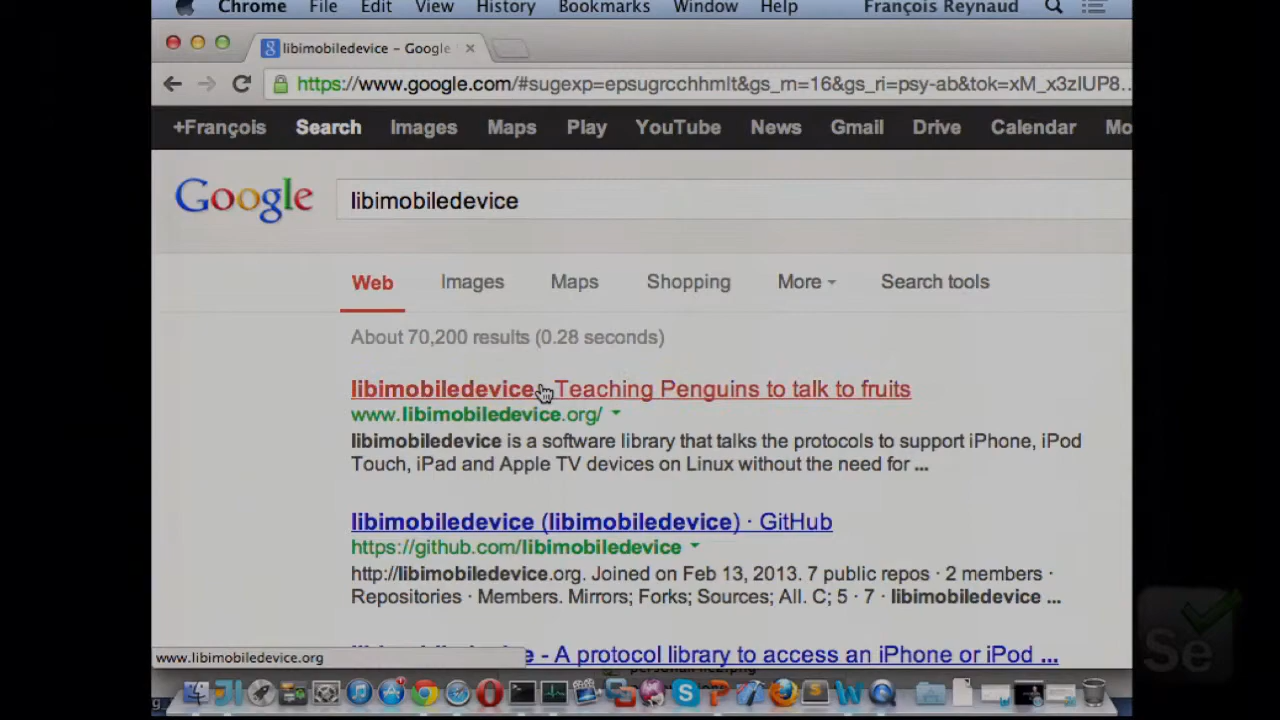 Chrome File Edit View History Bookmarks Window Help François Reynaud
libimobiledevice – Google
https://www.google.com/#sugexp=epsugrcchhmlt&gs_m=16&gs_ri=psy-ab&tok=xM_x3zIUP8...
+François Search Images Maps Play YouTube News Gmail Drive Calendar Mo
Google libimobiledevice
Web Images Maps Shopping More Search tools
About 70,200 results (0.28 seconds)
libimobiledevice Teaching Penguins to talk to fruits
www.libimobiledevice.org/
libimobiledevice is a software library that talks the protocols to support iPhone, iPod
Touch, iPad and Apple TV devices on Linux without the need for ...
libimobiledevice (libimobiledevice) · GitHub
https://github.com/libimobiledevice
http://libimobiledevice.org. Joined on Feb 13, 2013. 7 public repos · 2 members ·
Repositories · Members. Mirrors; Forks; Sources; All. C; 5 · 7 · libimobiledevice ...
- A protocol library to access an iPhone or iPod ...
www.libimobiledevice.org
Se